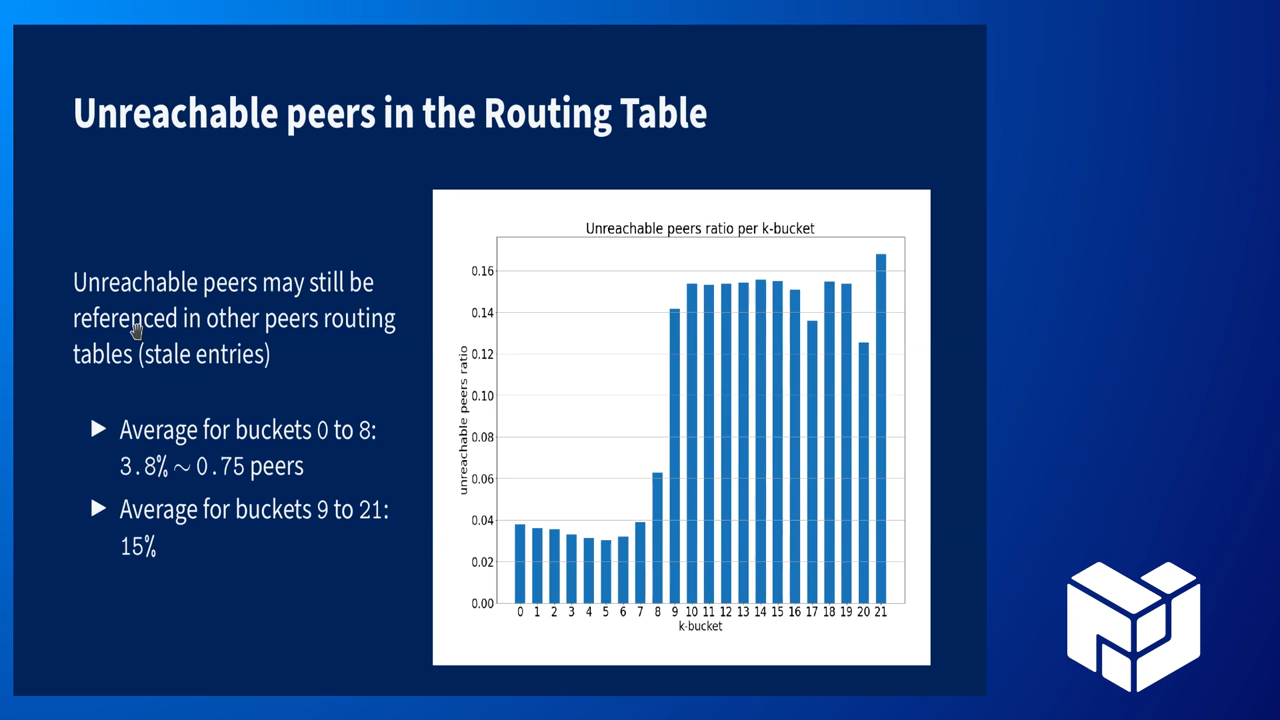 Unreachable peers in the Routing Table
Unreachable peers may still be
referenced in other peers routing
tables (stale entries)
Average for buckets 0 to 8:
3.8% ~ 0.75 peers
Average for buckets 9 to 21:
15%
Unreachable peers ratio per k-bucket
unreachable peers ratio
0.16
0.14
0.12
0.10
0.08
0.06
0.04
0.02
0.00
0 1 2 3 4 5 6 7 8 9 10 11 12 13 14 15 16 17 18 19 20 21
k-bucket